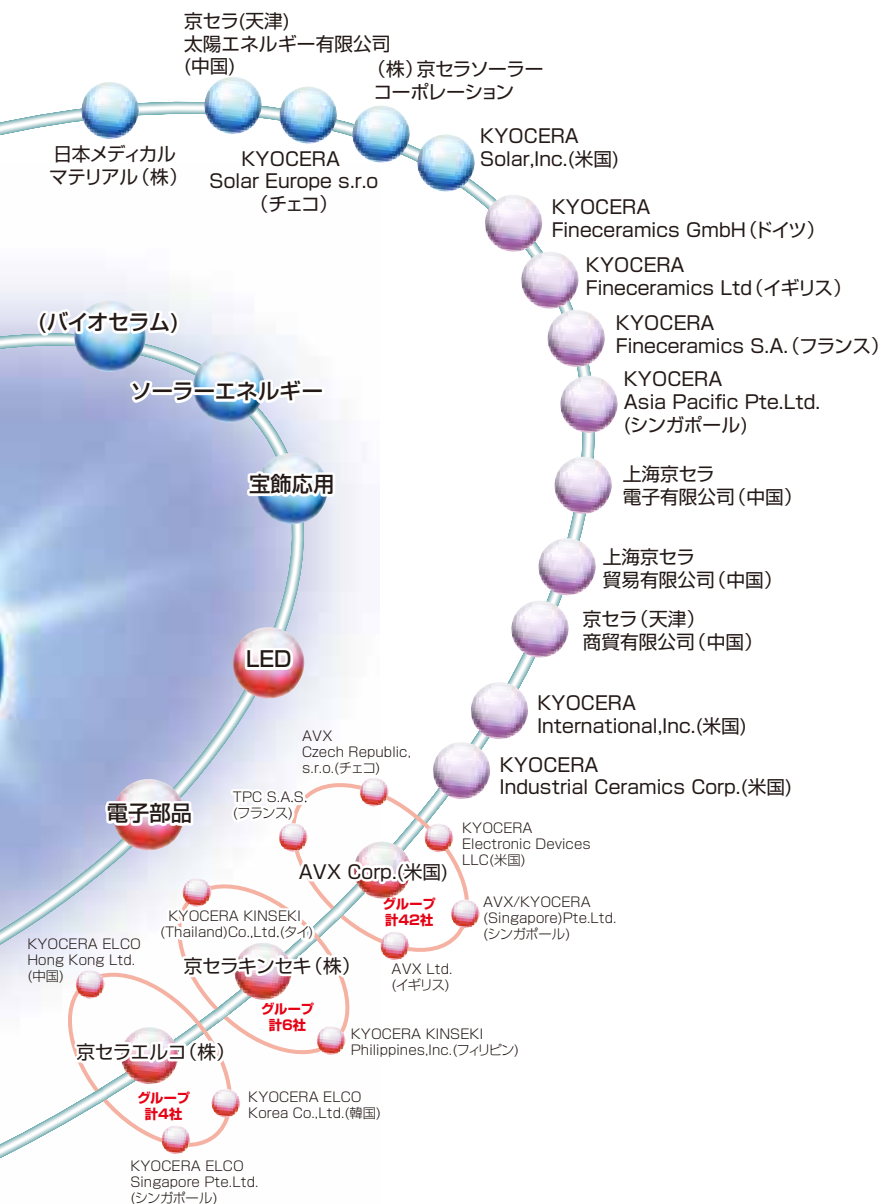 京セラ(天津)
太陽エネルギー有限公司
(中国)
(株)京セラソーラー
コーポレーション
日本メディカル
マテリアル(株)
KYOCERA
Solar Europe s.r.o
(チェコ)
KYOCERA
Solar,Inc.(米国)
KYOCERA
Fineceramics GmbH(ドイツ)
KYOCERA
Fineceramics Ltd(イギリス)
KYOCERA
Fineceramics S.A.(フランス)
KYOCERA
Asia Pacific Pte.Ltd.
(シンガポール)
上海京セラ
電子有限公司(中国)
上海京セラ
貿易有限公司(中国)
京セラ(天津)
商貿有限公司(中国)
KYOCERA
International,Inc.(米国)
KYOCERA
Industrial Ceramics Corp.(米国)
(バイオセラム)
ソーラーエネルギー
宝飾応用
LED
電子部品
AVX
Czech Republic,
s.r.o.(チェコ)
TPC S.A.S.
(フランス)
KYOCERA
Electronic Devices
LLC(米国)
AVX Corp.(米国)
グループ
計42社
AVX/KYOCERA
(Singapore)Pte.Ltd.
(シンガポール)
AVX Ltd.
(イギリス)
KYOCERA KINSEKI
(Thailand)Co.,Ltd.(タイ)
京セラキンセキ(株)
グループ
計6社
KYOCERA KINSEKI
Philippines,Inc.(フィリピン)
KYOCERA ELCO
Hong Kong Ltd.
(中国)
京セラエルコ(株)
グループ
計4社
KYOCERA ELCO
Korea Co.,Ltd.(韓国)
KYOCERA ELCO
Singapore Pte.Ltd.
(シンガポール)